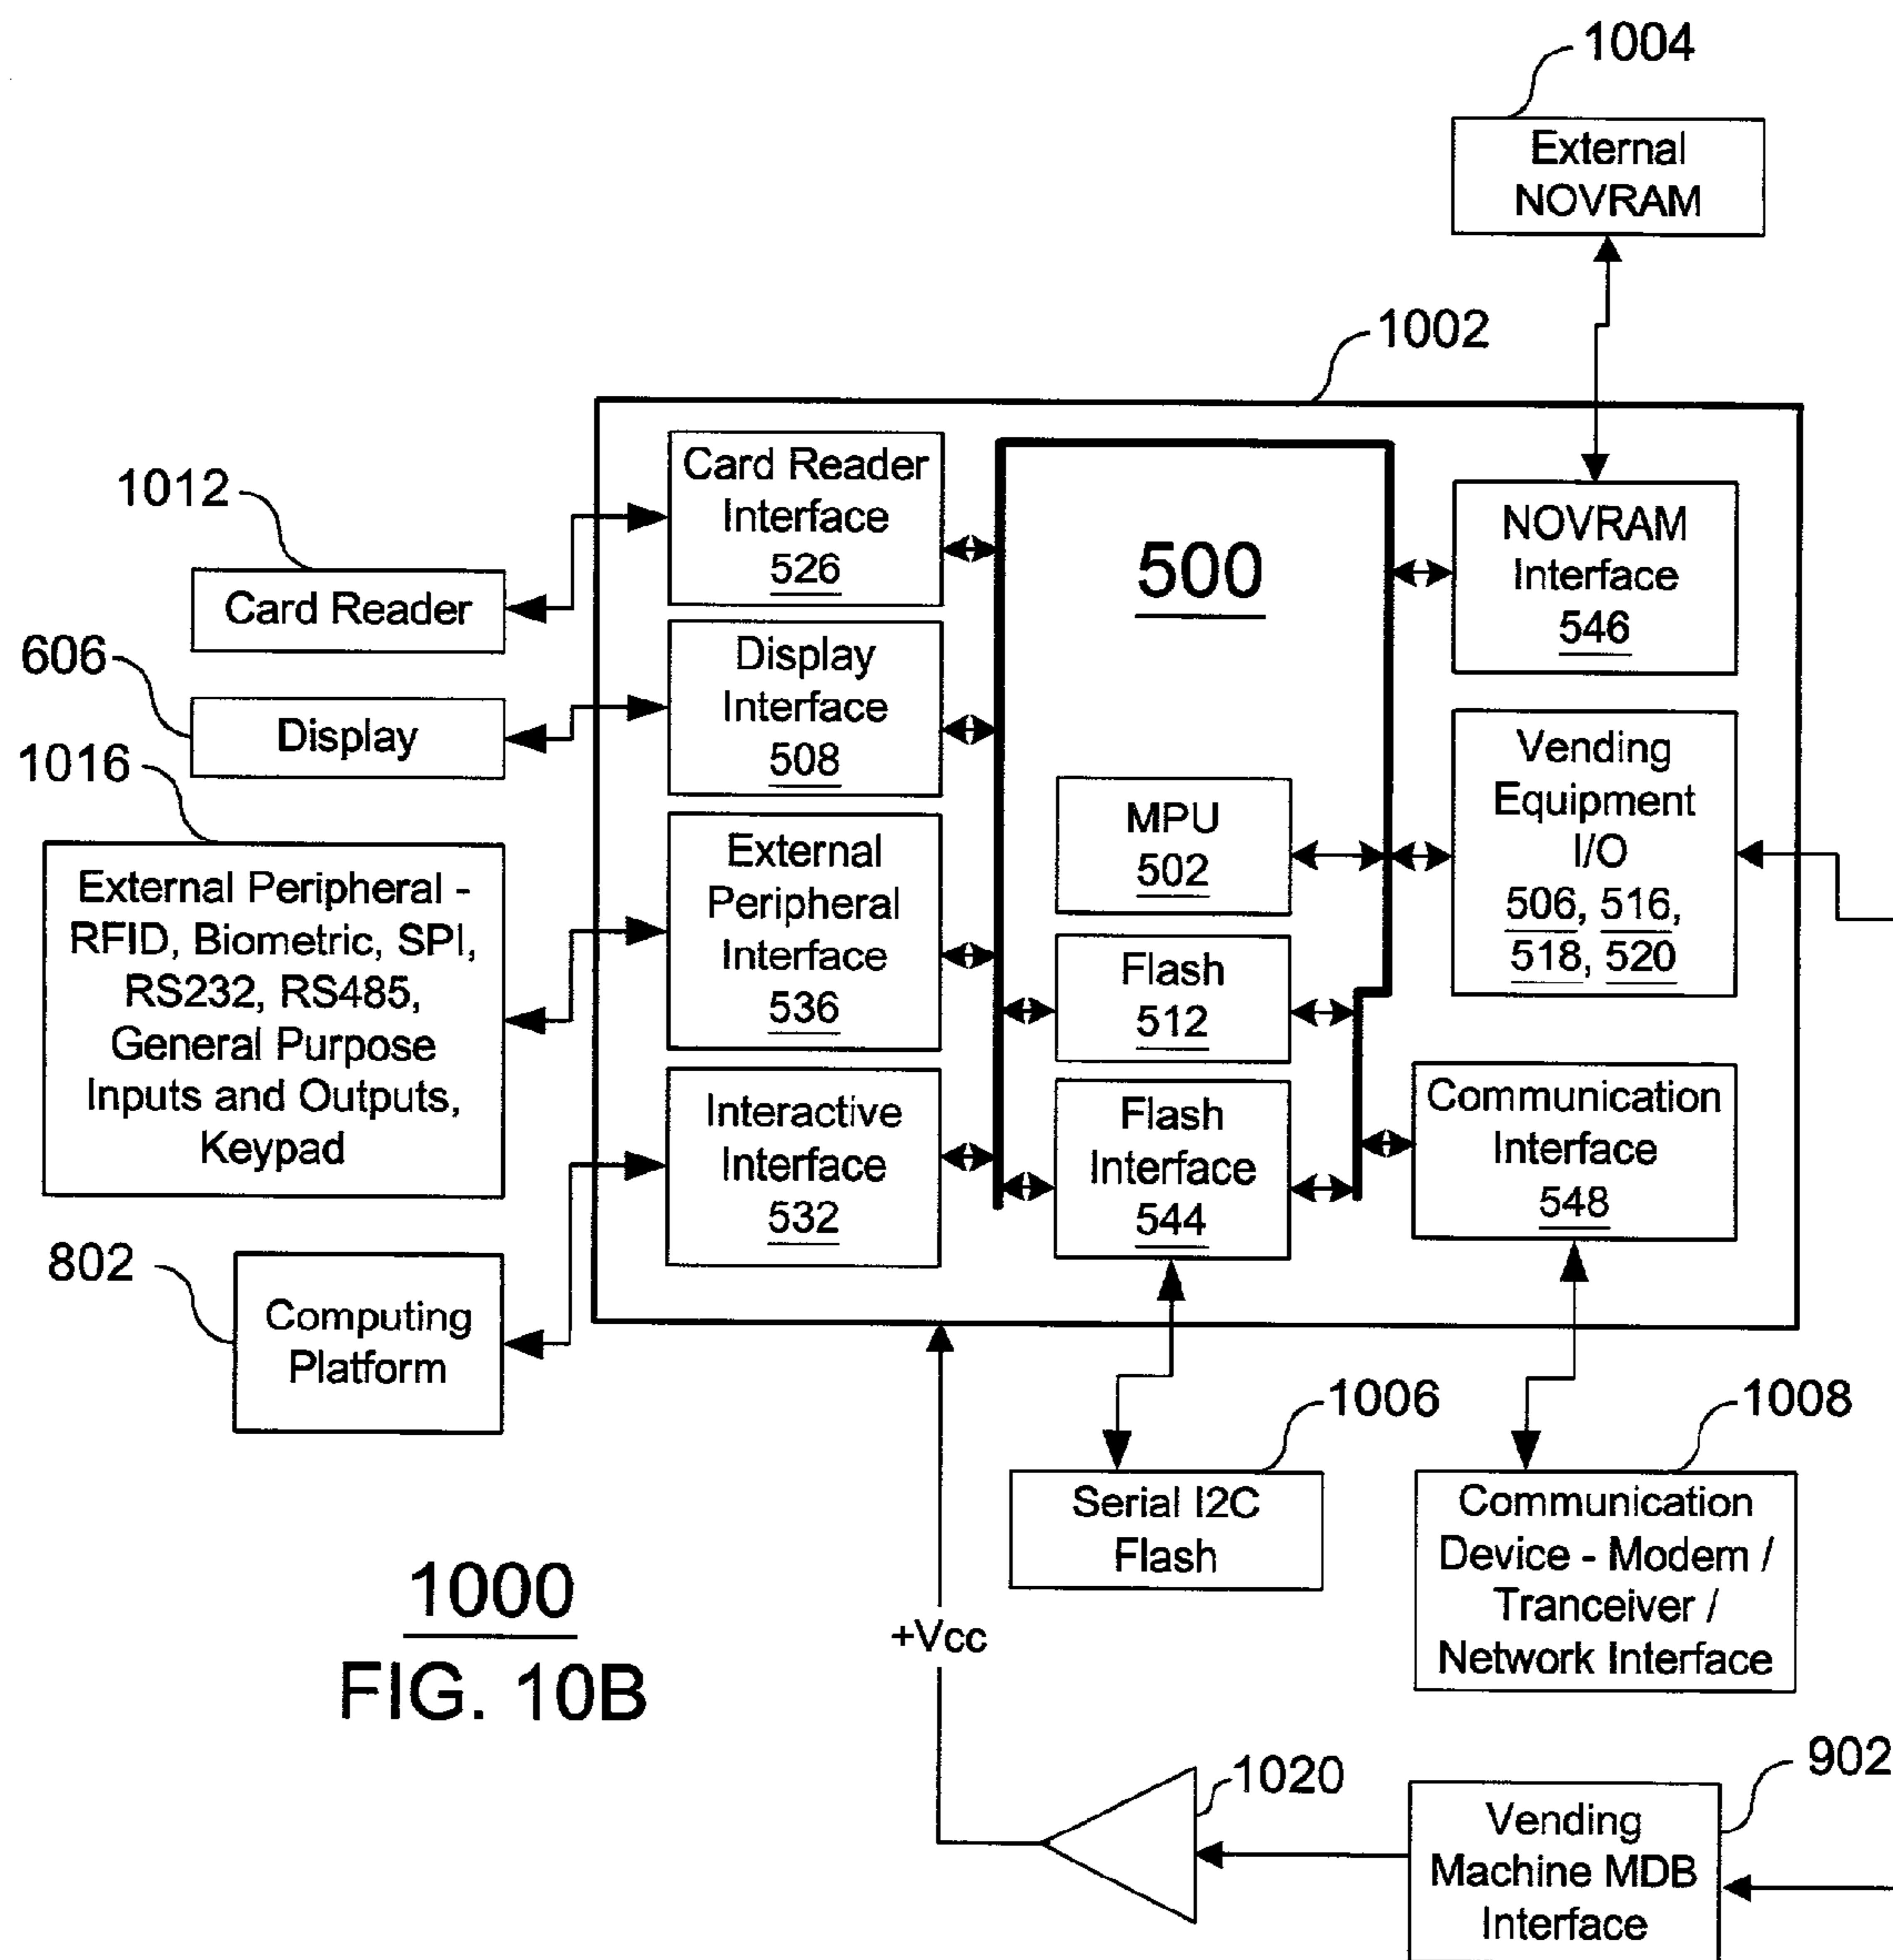 1004
External
NOVRAM
1002
1012
Card Reader
606
Display
1016
External Peripheral -
RFID, Biometric, SPI,
RS232, RS485,
General Purpose
Inputs and Outputs,
Keypad
802
Computing
Platform
Card Reader
Interface
526
Display
Interface
508
External
Peripheral
Interface
536
Interactive
Interface
532
500
MPU
502
Flash
512
Flash
Interface
544
NOVRAM
Interface
546
Vending
Equipment
I/O
506, 516,
518, 520
Communication
Interface
548
1006
Serial I2C
Flash
1008
Communication
Device - Modem /
Tranceiver /
Network Interface
+Vcc
1020
902
Vending
Machine MDB
Interface
1000
FIG. 10B